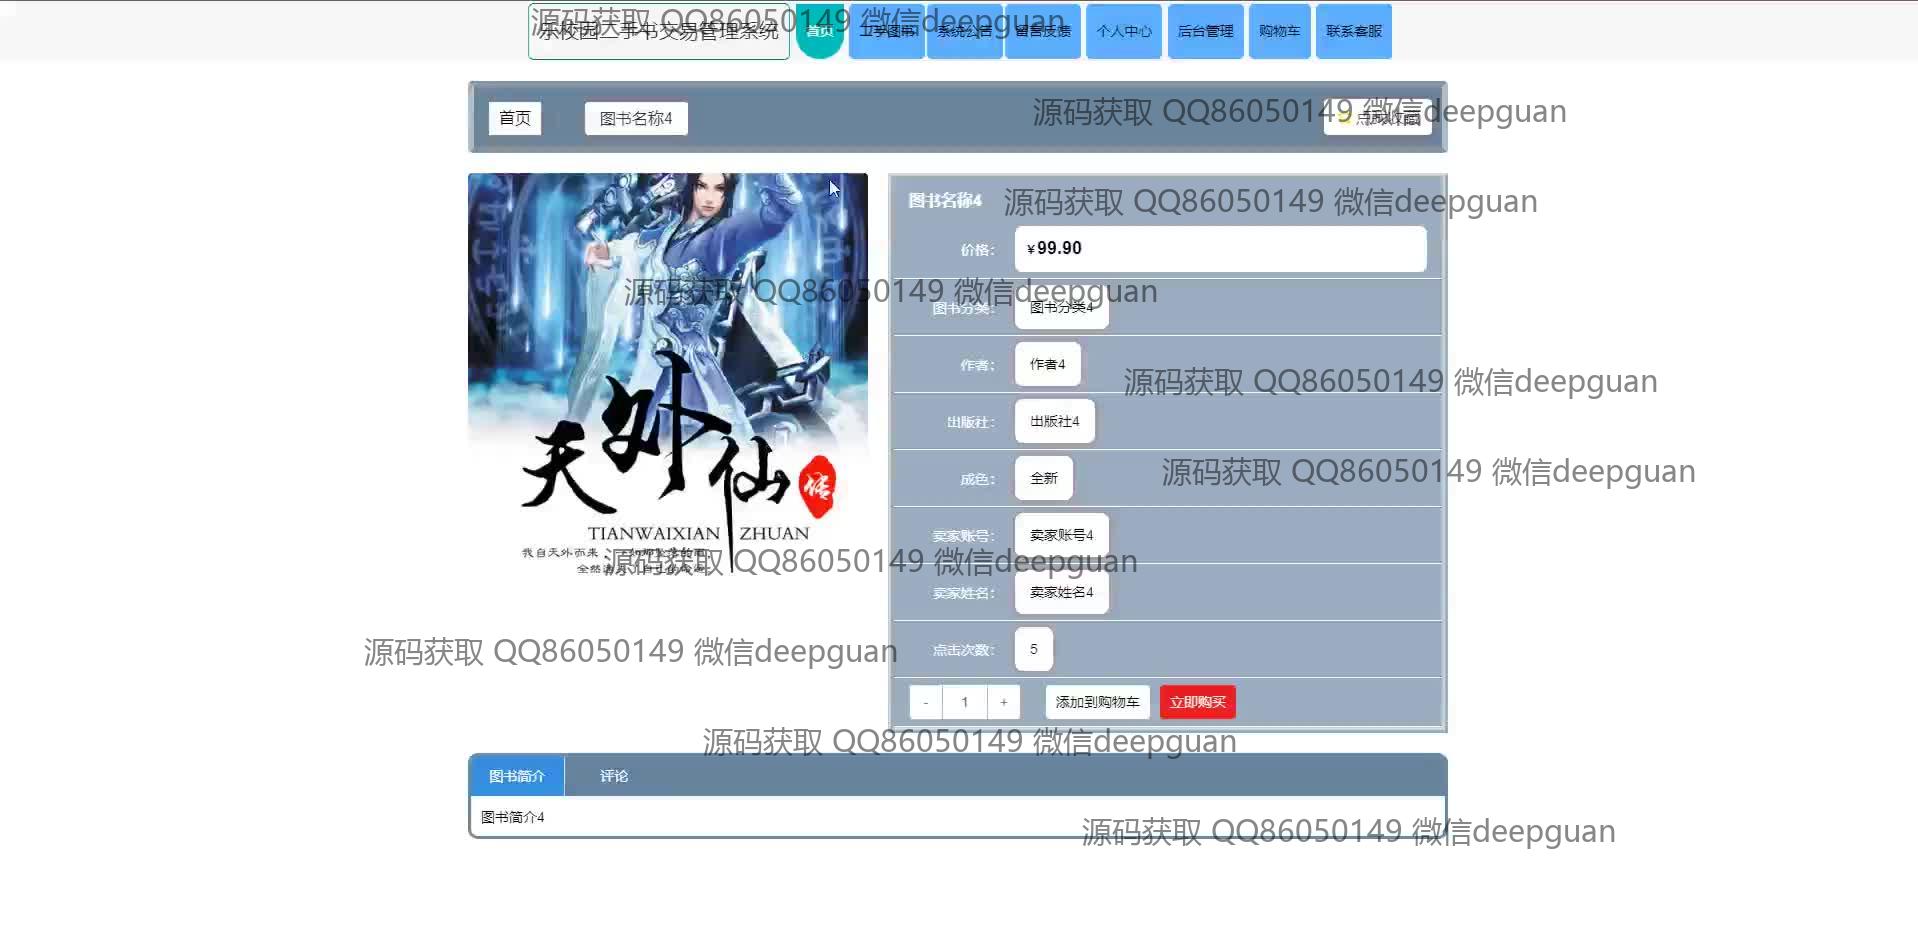 源码获取 QQ86050149 微信deepguan
校园二手书交易管理系统
首页
二手图书
系统公告
留言反馈
个人中心
后台管理
购物车
联系客服
首页
图书名称4
点我收藏
源码获取 QQ86050149 微信deepguan
图书名称4
源码获取 QQ86050149 微信deepguan
价格:
¥99.90
源码获取 QQ86050149 微信deepguan
图书分类:
图书分类4
作者:
作者4
源码获取 QQ86050149 微信deepguan
出版社:
出版社4
成色:
全新
源码获取 QQ86050149 微信deepguan
天外仙传
TIANWAIXIAN ZHUAN
我自天外而来
卖家账号:
卖家账号4
源码获取 QQ86050149 微信deepguan
卖家姓名:
卖家姓名4
源码获取 QQ86050149 微信deepguan
点击次数:
5
- 1 +
添加到购物车
立即购买
源码获取 QQ86050149 微信deepguan
图书简介
评论
图书简介4
源码获取 QQ86050149 微信deepguan